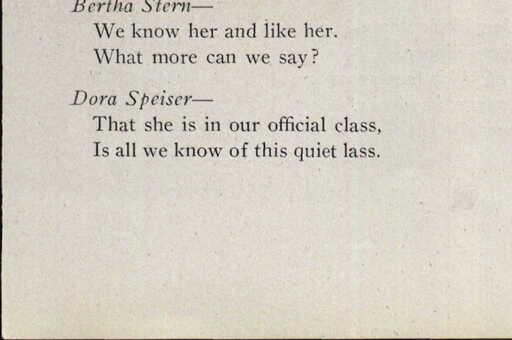 Bertha Stern—
We know her and like her.
What more can we say?
Dora Speiser—
That she is in our official class,
Is all we know of this quiet lass.